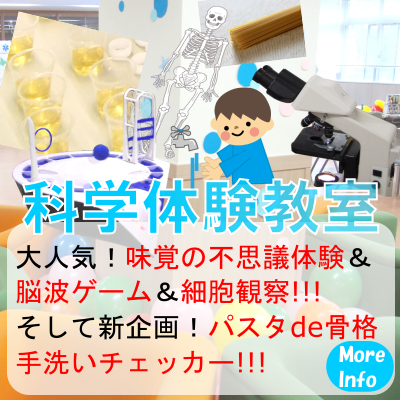 科学体験教室
大人気！味覚の不思議体験＆
脳波ゲーム＆細胞観察!!!
そして新企画！パスタde骨格
手洗いチェッカー!!!
More
Info